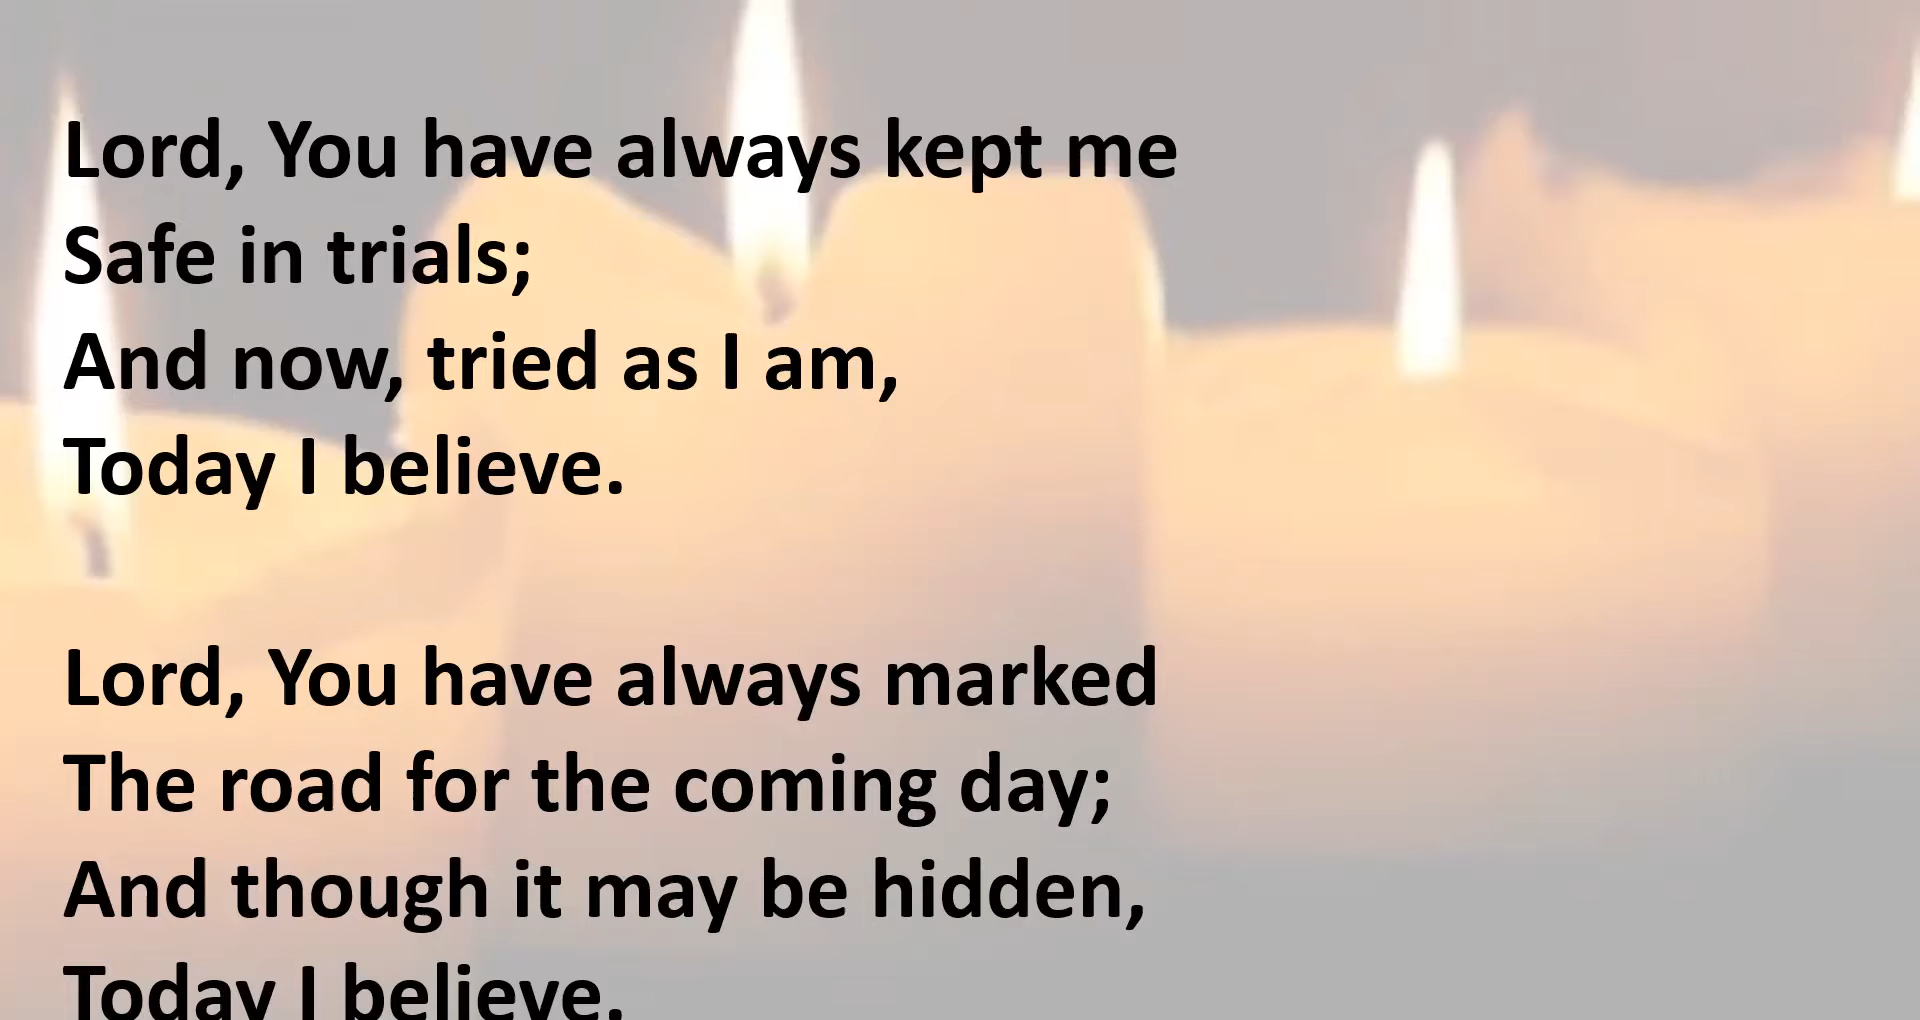 Lord, You have always kept me
Safe in trials;
And now, tried as I am,
Today I believe.
Lord, You have always marked
The road for the coming day;
And though it may be hidden,
Today I believe.